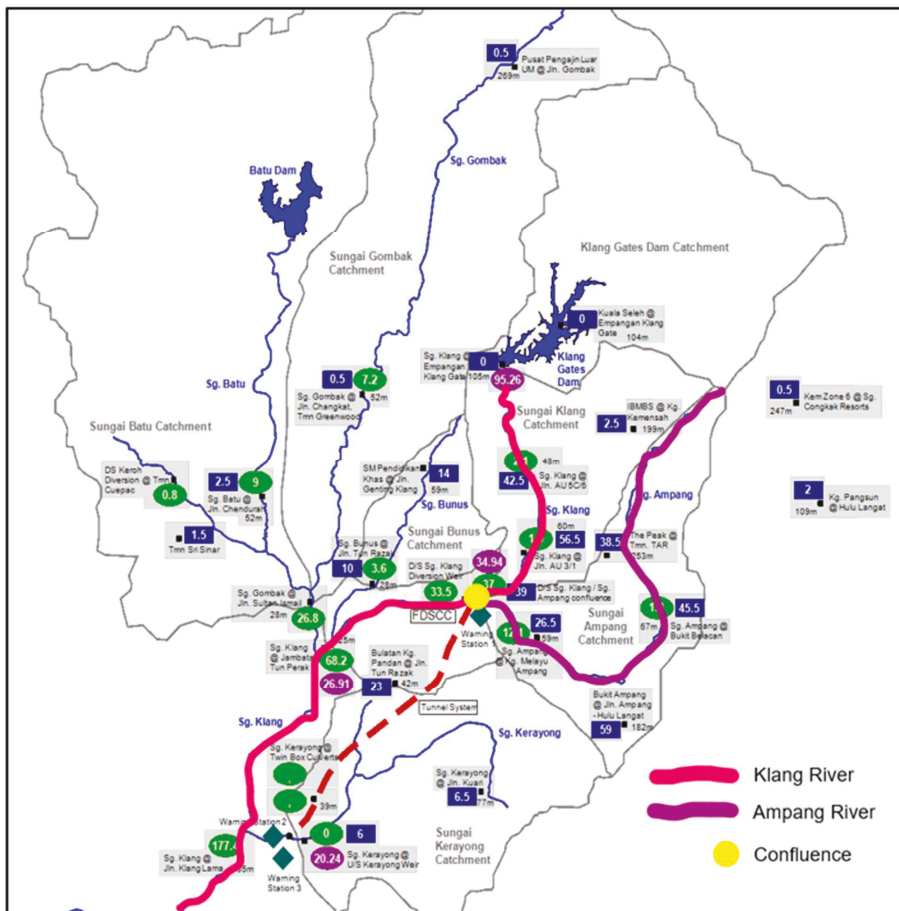 0.5
Pusat Pengajin Luar
UM @ Jln. Gombak
269m
Sg. Gombak
Batu Dam
Klang Gates Dam Catchment
Sungai Gombak
Catchment
0
Kuala Seleh @
Empangan Klang
Gate
104m
Sg. Klang @
Empangan
Klang Gate
105m
0
Klang
Gates
Dam
95.26
Sg. Batu
0.5
7.2
52m
Sg. Gombak @
Jln. Changkat,
Tmn Greenwood
Sungai Klang
Catchment
IBMBS @ Kg.
Kemensah
2.5
199m
0.5
Kem Zone 6 @ Sg.
Congkak Resorts
247m
Sungai Batu Catchment
DS Keroh
Diversion @ Tmn
Cuepac
0.8
2.5
9
Sg. Batu @
Jln. Chendurah
52m
SM Pendidikan
Khas @ Jln.
Genting Klang
14
59m
Sg. Bunus
48m
42.5
Sg. Klang @
Jln. AU 5C/6
Sg. Klang
Sg. Ampang
2
109m
Kg. Pangsun
@ Hulu Langat
1.5
Tmn Sri Sinar
Sungai Bunus
Catchment
Sg. Bunus @
Jln. Tun Razak
10
3.6
28m
60m
56.5
Sg. Klang @
Jln. AU 3/1
38.5
The Peak @
Tmn. TAR
253m
34.94
D/S Sg. Klang
Diversion Weir
33.5
37
39
D/S Sg. Klang / Sg.
Ampang confluence
Sg. Gombak @
Jln. Sultan Ismail
28m
26.8
FDSCC
Warning
Station 1
Sungai
Ampang
Catchment
45.5
67m
Sg. Ampang @
Bukit Belacan
26.5
59m
Sg. Ampang
@ Kg. Melayu
Ampang
25m
Sg. Klang
@ Jambata
Tun Perak
68.2
26.91
Bulatan Kg.
Pandan @ Jln.
Tun Razak
23
42m
Tunnel System
Bukit Ampang
@ Jln. Ampang
- Hulu Langat
59
182m
Sg. Klang
Sg. Kerayong
Sg. Kerayong @
Twin Box Culverts
39m
Sg. Kerayong
@ Jln. Kuari
6.5
77m
Warning Station 2
177.4
Sg. Klang @
Jln. Klang Lama
Warning
Station 3
0
6
20.24
Sg. Kerayong @
U/S Kerayong Weir
Sungai
Kerayong
Catchment
Klang River
Ampang River
Confluence